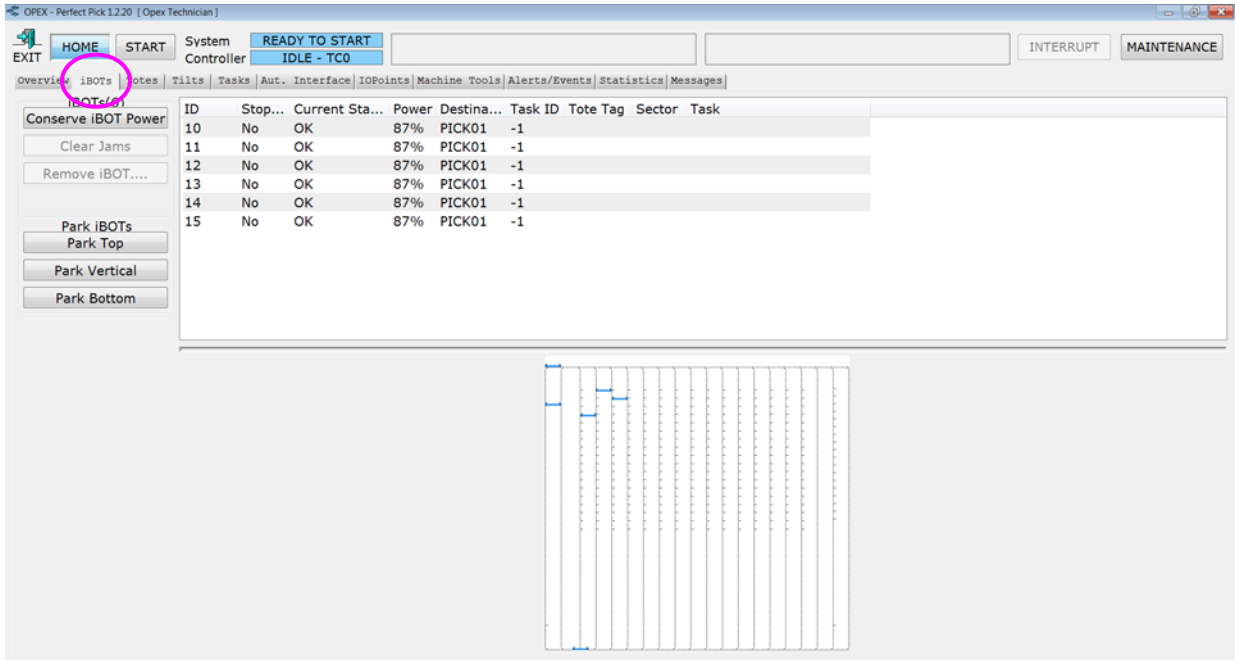 OPEX - Perfect Pick 1.2.20 [ Opex Technician ]
EXIT HOME START System READY TO START INTERRUPT MAINTENANCE
Controller IDLE - TC0
Overview iBOTs Totes Tilts Tasks Aut. Interface IOPoints Machine Tools Alerts/Events Statistics Messages
iBOTs(6)
Conserve iBOT Power
Clear Jams
Remove iBOT....
Park iBOTs
Park Top
Park Vertical
Park Bottom
ID Stop... Current Sta... Power Destina... Task ID Tote Tag Sector Task
10 No OK 87% PICK01 -1
11 No OK 87% PICK01 -1
12 No OK 87% PICK01 -1
13 No OK 87% PICK01 -1
14 No OK 87% PICK01 -1
15 No OK 87% PICK01 -1